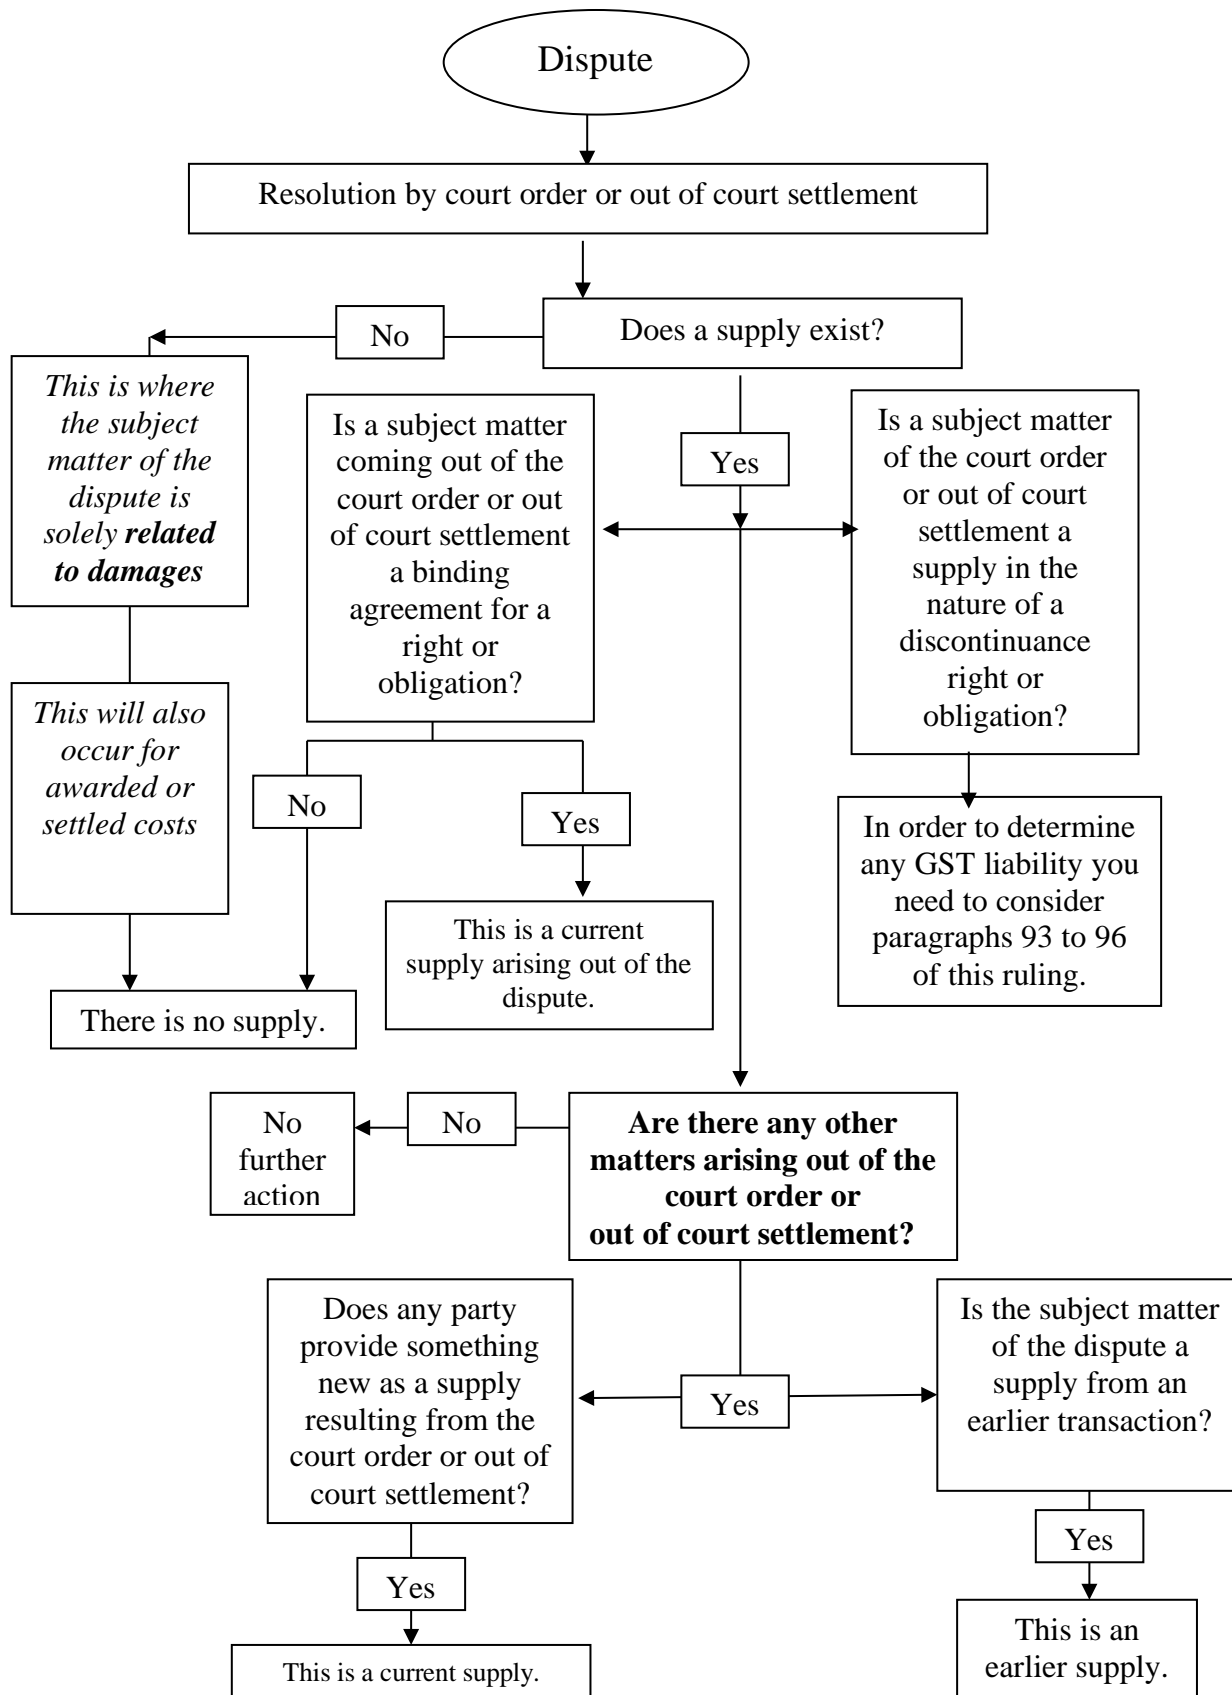 Dispute
Resolution by court order or out of court settlement
No
Does a supply exist?
This is where
the subject
matter of the
dispute is
solely related
to damages
Is a subject matter
coming out of the
court order or out
of court settlement
a binding
agreement for a
right or
obligation?
Yes
Is a subject matter
of the court order
or out of court
settlement a
supply in the
nature of a
discontinuance
right or
obligation?
This will also
occur for
awarded or
settled costs
No
Yes
In order to determine
any GST liability you
need to consider
paragraphs 93 to 96
of this ruling.
This is a current
supply arising out of the
dispute.
There is no supply.
No
further
action
No
Are there any other
matters arising out of the
court order or
out of court settlement?
Does any party
provide something
new as a supply
resulting from the
court order or out of
court settlement?
Yes
Is the subject matter
of the dispute a
supply from an
earlier transaction?
Yes
Yes
This is a current supply.
This is an
earlier supply.